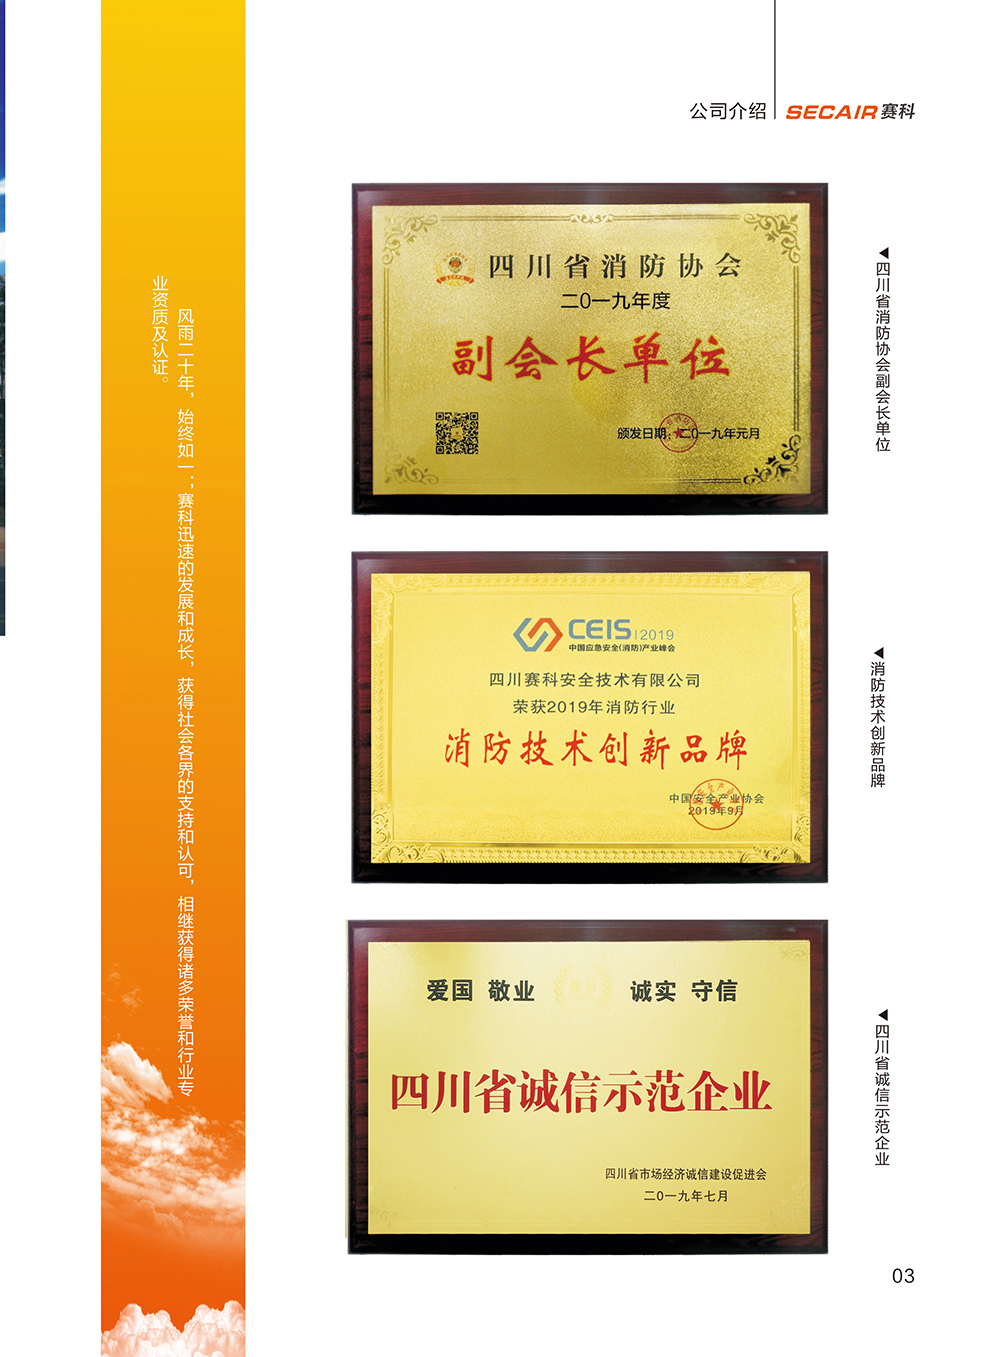 公司介绍
SECAIR赛科
风雨二十年，始终如一；赛科迅速的发展和成长，获得社会各界的支持和认可，相继获得诸多荣誉和行业专
业资质及认证。
四川省消防协会
二0一九年度
副会长单位
颁发日期：二0一九年元月
◀四川省消防协会副会长单位
CEIS 2019
中国应急安全(消防)产业峰会
四川赛科安全技术有限公司
荣获2019年消防行业
消防技术创新品牌
中国安全产业协会
2019年9月
◀消防技术创新品牌
爱国 敬业 诚实 守信
四川省诚信示范企业
四川省市场经济诚信建设促进会
二〇一九年七月
◀四川省诚信示范企业
03